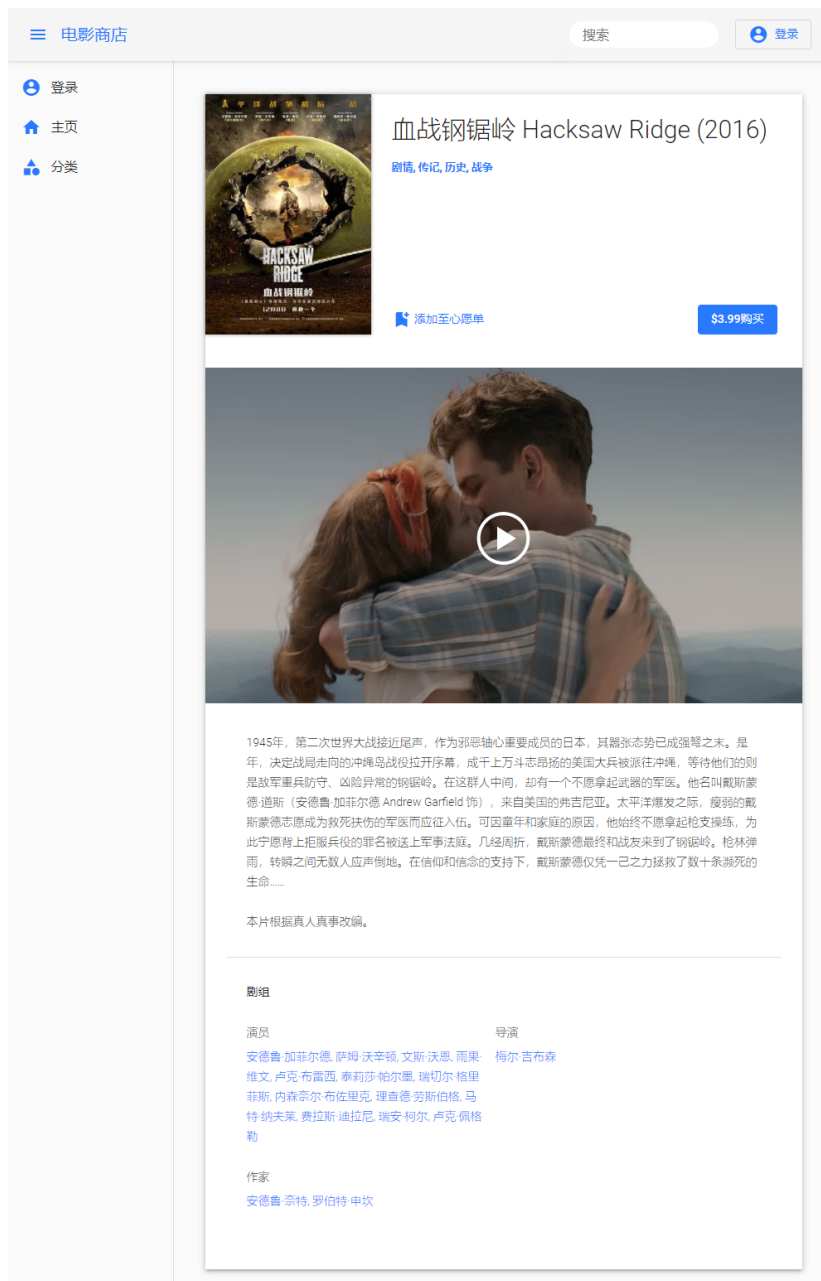 电影商店
搜索
登录
登录
主页
分类
太平洋战争最后一战
HACKSAW
RIDGE
血战钢锯岭
12月8日 再救一个
血战钢锯岭 Hacksaw Ridge (2016)
剧情, 传记, 历史, 战争
添加至心愿单
$3.99购买
1945年，第二次世界大战接近尾声，作为邪恶轴心重要成员的日本，其嚣张态势已成强弩之末。是
年，决定战局走向的冲绳岛战役拉开序幕，成千上万斗志昂扬的美国大兵被派往冲绳，等待他们的则
是敌军重兵防守、凶险异常的钢锯岭。在这群人中间，却有一个不愿拿起武器的军医。他名叫戴斯蒙
德·道斯（安德鲁·加菲尔德 Andrew Garfield 饰），来自美国的弗吉尼亚。太平洋爆发之际，瘦弱的戴
斯蒙德志愿成为救死扶伤的军医而应征入伍。可因童年和家庭的原因，他始终不愿拿起枪支操练，为
此宁愿背上拒服兵役的罪名被送上军事法庭。几经周折，戴斯蒙德最终和战友来到了钢锯岭。枪林弹
雨，转瞬之间无数人应声倒地。在信仰和信念的支持下，戴斯蒙德仅凭一己之力拯救了数十条濒死的
生命……
本片根据真人真事改编。
剧组
演员
安德鲁·加菲尔德, 萨姆·沃辛顿, 文斯·沃恩, 雨果·
维文, 卢克·布雷西, 泰莉莎·帕尔墨, 瑞切尔·格里
菲斯, 内森奈尔·布佐里克, 理查德·劳斯伯格, 马
特·纳夫莱, 费拉斯·迪拉尼, 瑞安·柯尔, 卢克·佩格
勒
导演
梅尔·吉布森
作家
安德鲁·奈特, 罗伯特·申坎